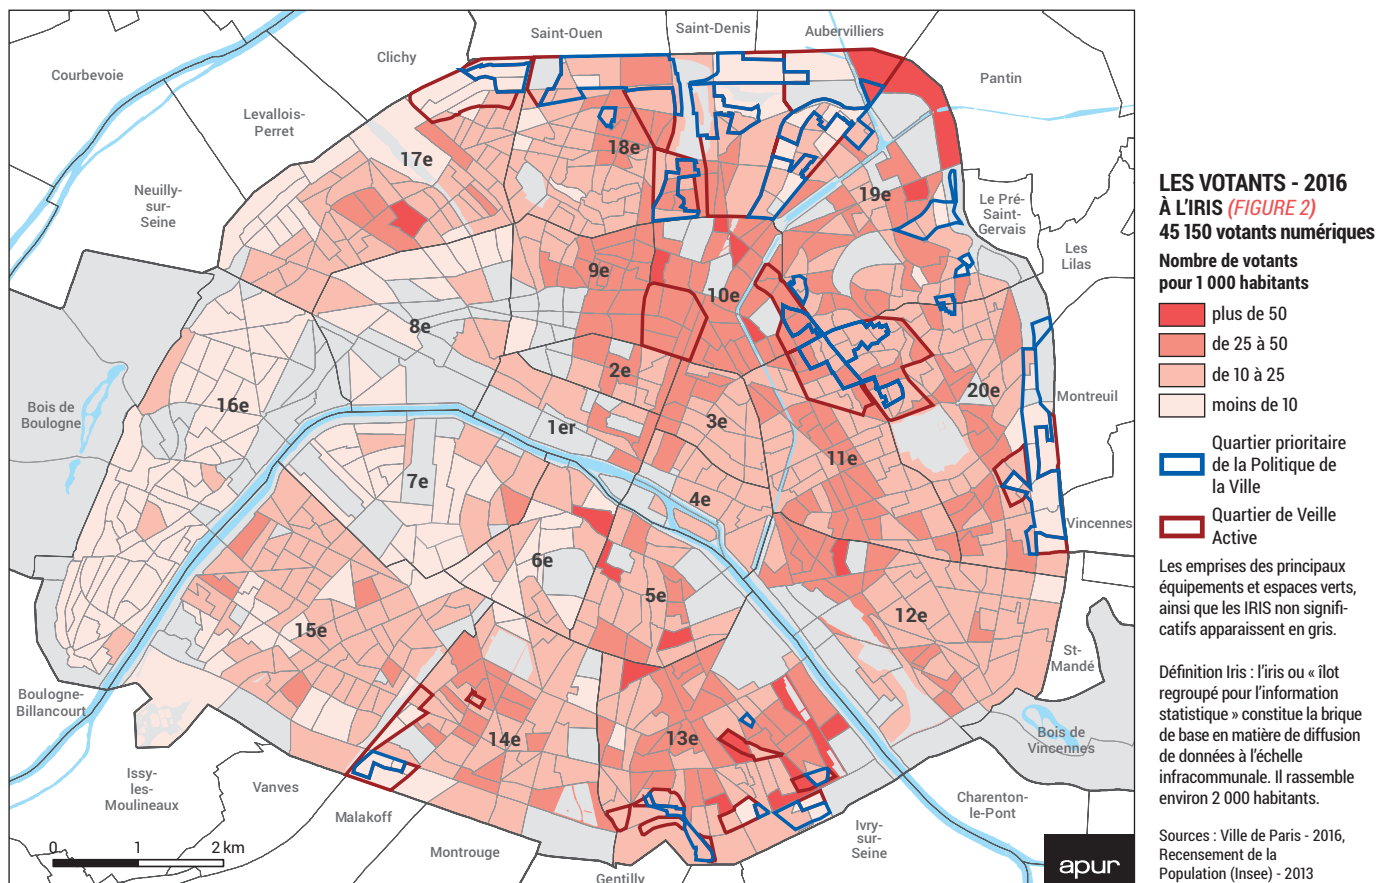 Saint-Denis
Saint-Ouen
Aubervilliers
Clichy
Courbevoie
Pantin
Levallois-
Perret
18e
17e
Neuilly-
sur-
Seine
19e
Le Pré-
Saint-
Gervais
Les
Lilas
9e
10e
8e
2e
20e
Montreuil
16e
Bois de
Boulogne
3e
1er
11e
7e
4e
Vincennes
6e
5e
12e
15e
St-
Mandé
Boulogne-
Billancourt
13e
14e
Bois de
Vincennes
Issy-
les-
Moulineaux
Vanves
Malakoff
Charenton-
le-Pont
Ivry-
sur-
Seine
Montrouge
Gentilly
0 1 2 km
apur
LES VOTANTS - 2016
À L'IRIS (FIGURE 2)
45 150 votants numériques
Nombre de votants
pour 1 000 habitants
plus de 50
de 25 à 50
de 10 à 25
moins de 10
Quartier prioritaire
de la Politique de
la Ville
Quartier de Veille
Active
Les emprises des principaux
équipements et espaces verts,
ainsi que les IRIS non signifi-
catifs apparaissent en gris.
Définition Iris : l'iris ou « îlot
regroupé pour l'information
statistique » constitue la brique
de base en matière de diffusion
de données à l'échelle
infracommunale. Il rassemble
environ 2 000 habitants.
Sources : Ville de Paris - 2016,
Recensement de la
Population (Insee) - 2013